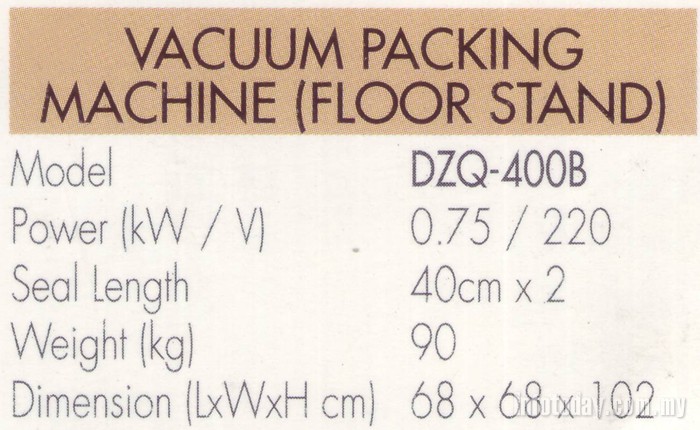 VACUUM PACKING
MACHINE (FLOOR STAND)
Model DZQ-400B
Power (kW / V) 0.75 / 220
Seal Length 40cm x 2
Weight (kg) 90
Dimension (LxWxH cm) 68 x 68 x 102